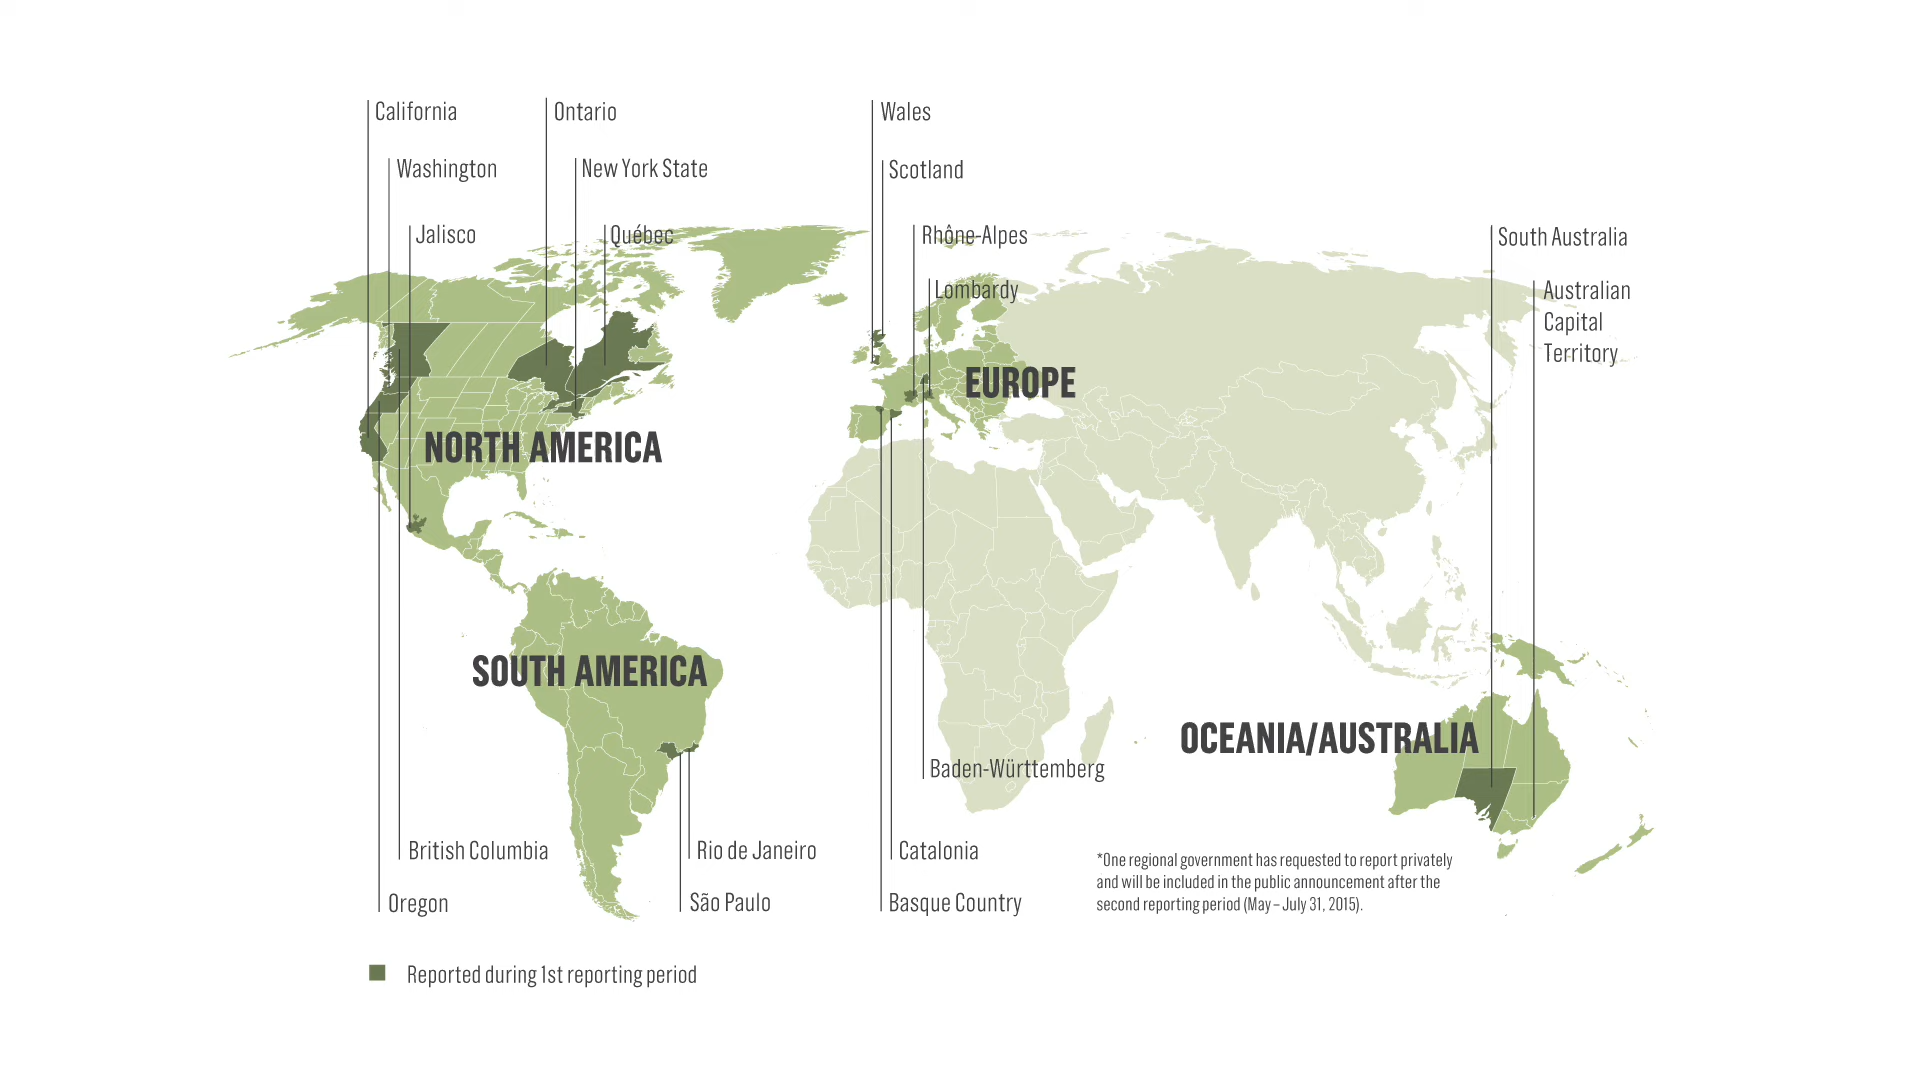 California
Ontario
Wales
Washington
New York State
Scotland
Jalisco
Québec
Rhône-Alpes
South Australia
Lombardy
Australian
Capital
Territory
EUROPE
NORTH AMERICA
SOUTH AMERICA
OCEANIA/AUSTRALIA
Baden-Württemberg
British Columbia
Rio de Janeiro
Catalonia
Oregon
São Paulo
Basque Country
*One regional government has requested to report privately
and will be included in the public announcement after the
second reporting period (May – July 31, 2015).
Reported during 1st reporting period